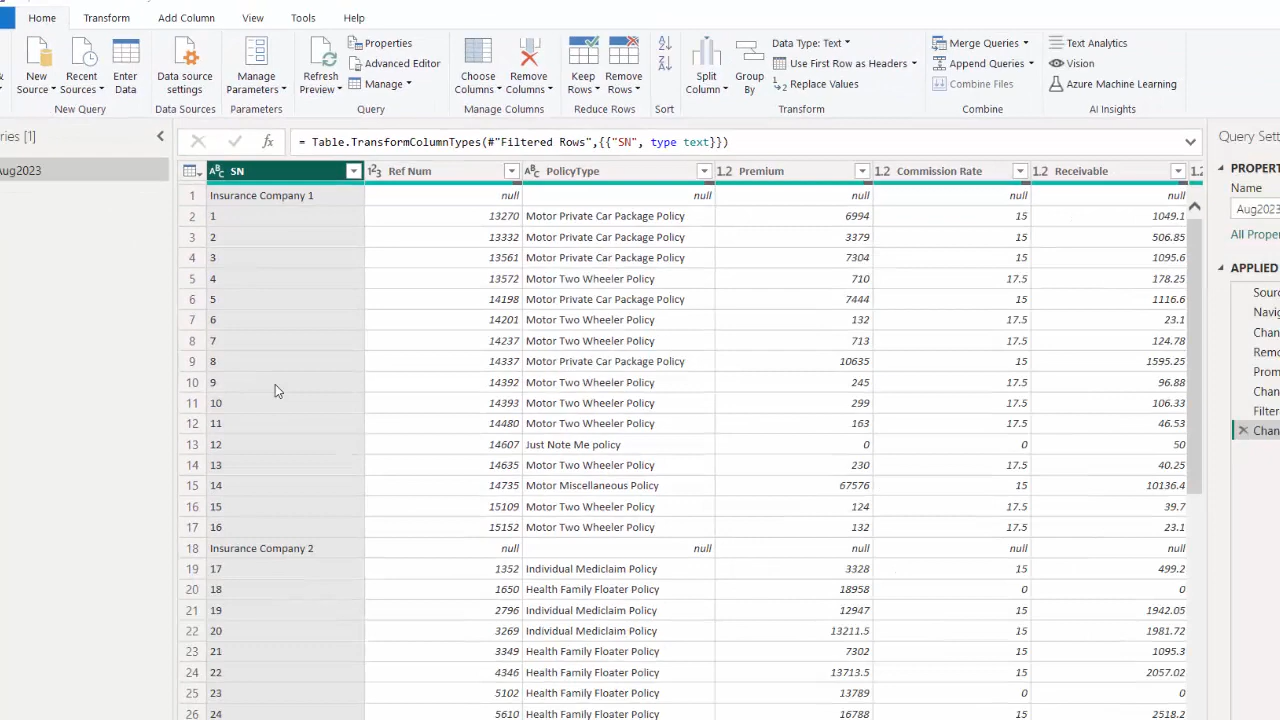 Home Transform Add Column View Tools Help
New Source Recent Sources Enter Data Data source settings Manage Parameters Refresh Preview Properties Advanced Editor Manage Choose Columns Remove Columns Keep Rows Remove Rows Split Column Group By Use First Row as Headers Replace Values Merge Queries Append Queries Combine Files Text Analytics Vision Azure Machine Learning
New Query Data Sources Parameters Query Manage Columns Reduce Rows Sort Transform Combine AI Insights
ries [1] = Table.TransformColumnTypes(#"Filtered Rows",{{"SN", type text}}) Query Sett
Aug2023 SN Ref Num PolicyType Premium Commission Rate Receivable
1 Insurance Company 1 null null null null null
2 1 13270 Motor Private Car Package Policy 6994 15 1049.1
3 2 13332 Motor Private Car Package Policy 3379 15 506.85
4 3 13561 Motor Private Car Package Policy 7304 15 1095.6
5 4 13572 Motor Two Wheeler Policy 710 17.5 178.25
6 5 14198 Motor Private Car Package Policy 7444 15 1116.6
7 6 14201 Motor Two Wheeler Policy 132 17.5 23.1
8 7 14237 Motor Two Wheeler Policy 713 17.5 124.78
9 8 14337 Motor Private Car Package Policy 10635 15 1595.25
10 9 14392 Motor Two Wheeler Policy 245 17.5 96.88
11 10 14393 Motor Two Wheeler Policy 299 17.5 106.33
12 11 14480 Motor Two Wheeler Policy 163 17.5 46.53
13 12 14607 Just Note Me policy 0 0 50
14 13 14635 Motor Two Wheeler Policy 230 17.5 40.25
15 14 14735 Motor Miscellaneous Policy 67576 15 10136.4
16 15 15109 Motor Two Wheeler Policy 124 17.5 39.7
17 16 15152 Motor Two Wheeler Policy 132 17.5 23.1
18 Insurance Company 2 null null null null null
19 17 1352 Individual Mediclaim Policy 3328 15 499.2
20 18 1650 Health Family Floater Policy 18958 0 0
21 19 2796 Individual Mediclaim Policy 12947 15 1942.05
22 20 3269 Individual Mediclaim Policy 13211.5 15 1981.72
23 21 3349 Health Family Floater Policy 7302 15 1095.3
24 22 4346 Health Family Floater Policy 13713.5 15 2057.02
25 23 5102 Health Family Floater Policy 13789 0 0
26 24 5610 Health Family Floater Policy 16788 15 2518.2
PROPERT
Name
Aug2023
All Proper
APPLIED
Sourc
Navig
Chan
Remo
Prom
Chan
Filter
Chan